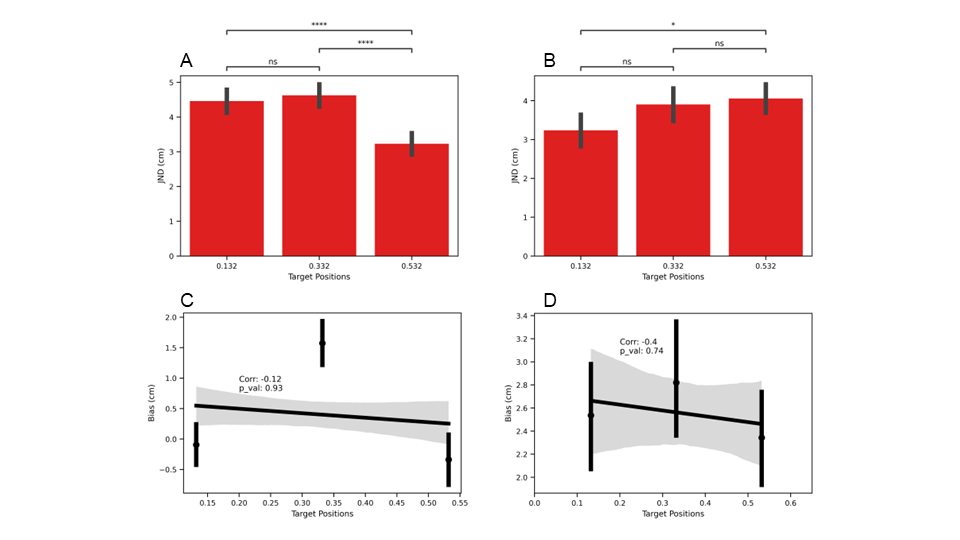 ****
****
A
ns
5
4
3
2
1
0
JND (cm)
0.132
0.332
0.532
Target Positions
*
ns
B
ns
4
3
2
1
0
JND (cm)
0.132
0.332
0.532
Target Positions
C
2.0
1.5
1.0
0.5
0.0
−0.5
Bias (cm)
Corr: -0.12
p_val: 0.93
0.15
0.20
0.25
0.30
0.35
0.40
0.45
0.50
0.55
Target Positions
D
3.4
3.2
3.0
2.8
2.6
2.4
2.2
2.0
Bias (cm)
Corr: -0.4
p_val: 0.74
0.0
0.1
0.2
0.3
0.4
0.5
0.6
Target Positions